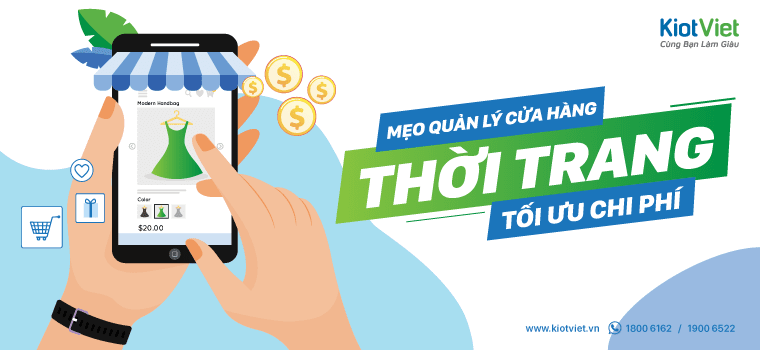 KiotViet
Cùng Bạn Làm Giàu
Modern Handbag
Color
$20.00
MẸO QUẢN LÝ CỬA HÀNG
THỜI TRANG
TỐI ƯU CHI PHÍ
www.kiotviet.vn 1800 6162 / 1900 6522